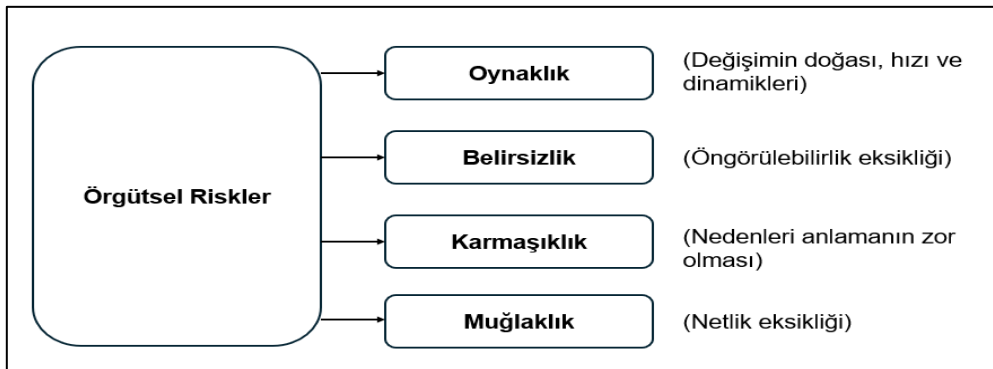 Örgütsel Riskler
Oynaklık
(Değişimin doğası, hızı ve
dinamikleri)
Belirsizlik
(Öngörülebilirlik eksikliği)
Karmaşıklık
(Nedenleri anlamanın zor
olması)
Muğlaklık
(Netlik eksikliği)